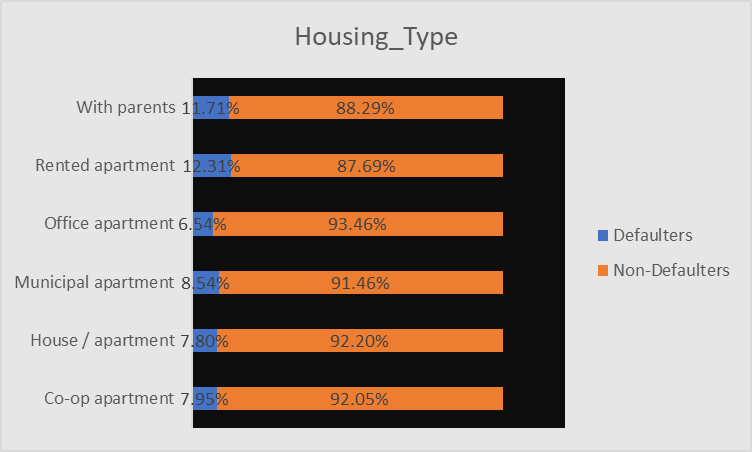 Housing_Type
With parents 11.71% 88.29%
Rented apartment 12.31% 87.69%
Office apartment 6.54% 93.46%
Municipal apartment 8.54% 91.46%
House / apartment 7.80% 92.20%
Co-op apartment 7.95% 92.05%
Defaulters
Non-Defaulters